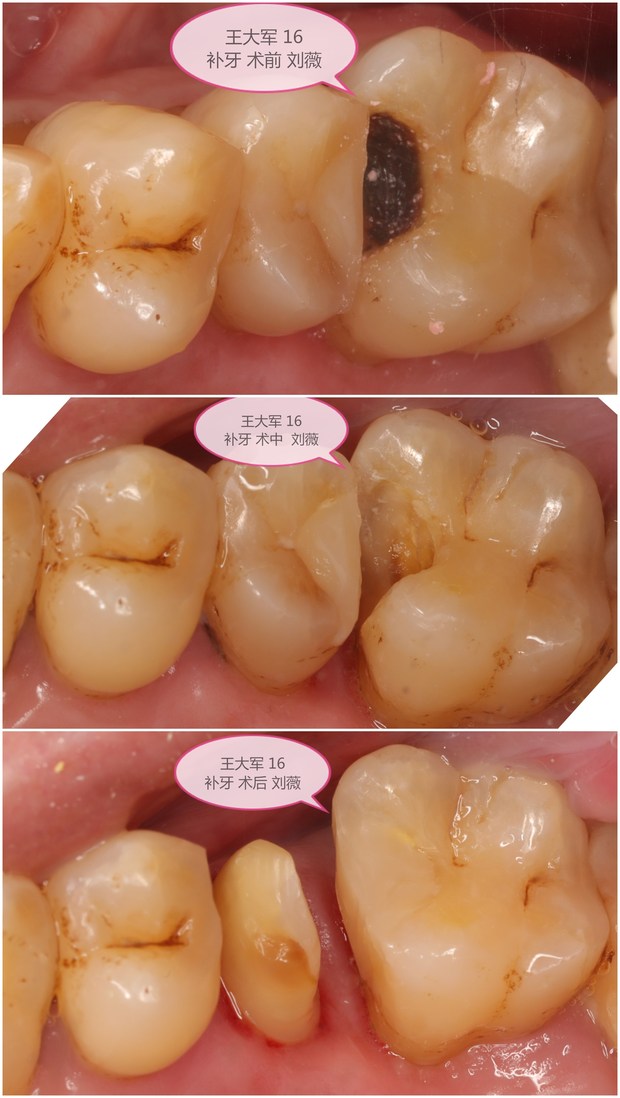 王大军 16
补牙 术前 刘薇
王大军 16
补牙 术中 刘薇
王大军 16
补牙 术后 刘薇